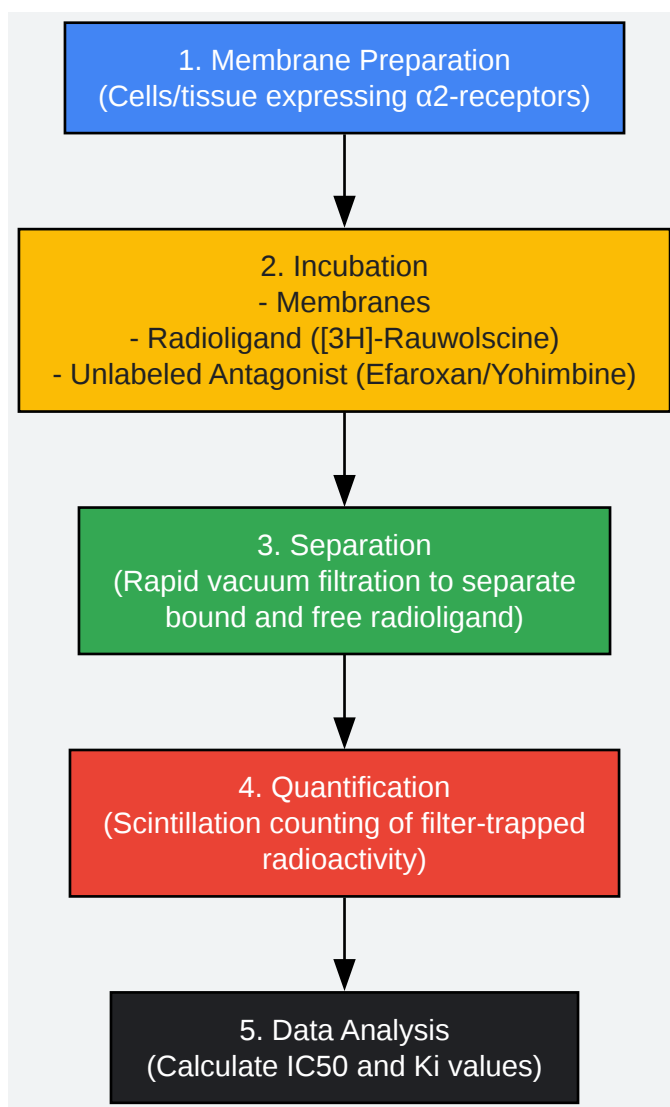 1. Membrane Preparation
(Cells/tissue expressing α2-receptors)
2. Incubation
- Membranes
- Radioligand ([3H]-Rauwolscine)
- Unlabeled Antagonist (Efaroxan/Yohimbine)
3. Separation
(Rapid vacuum filtration to separate
bound and free radioligand)
4. Quantification
(Scintillation counting of filter-trapped
radioactivity)
5. Data Analysis
(Calculate IC50 and Ki values)